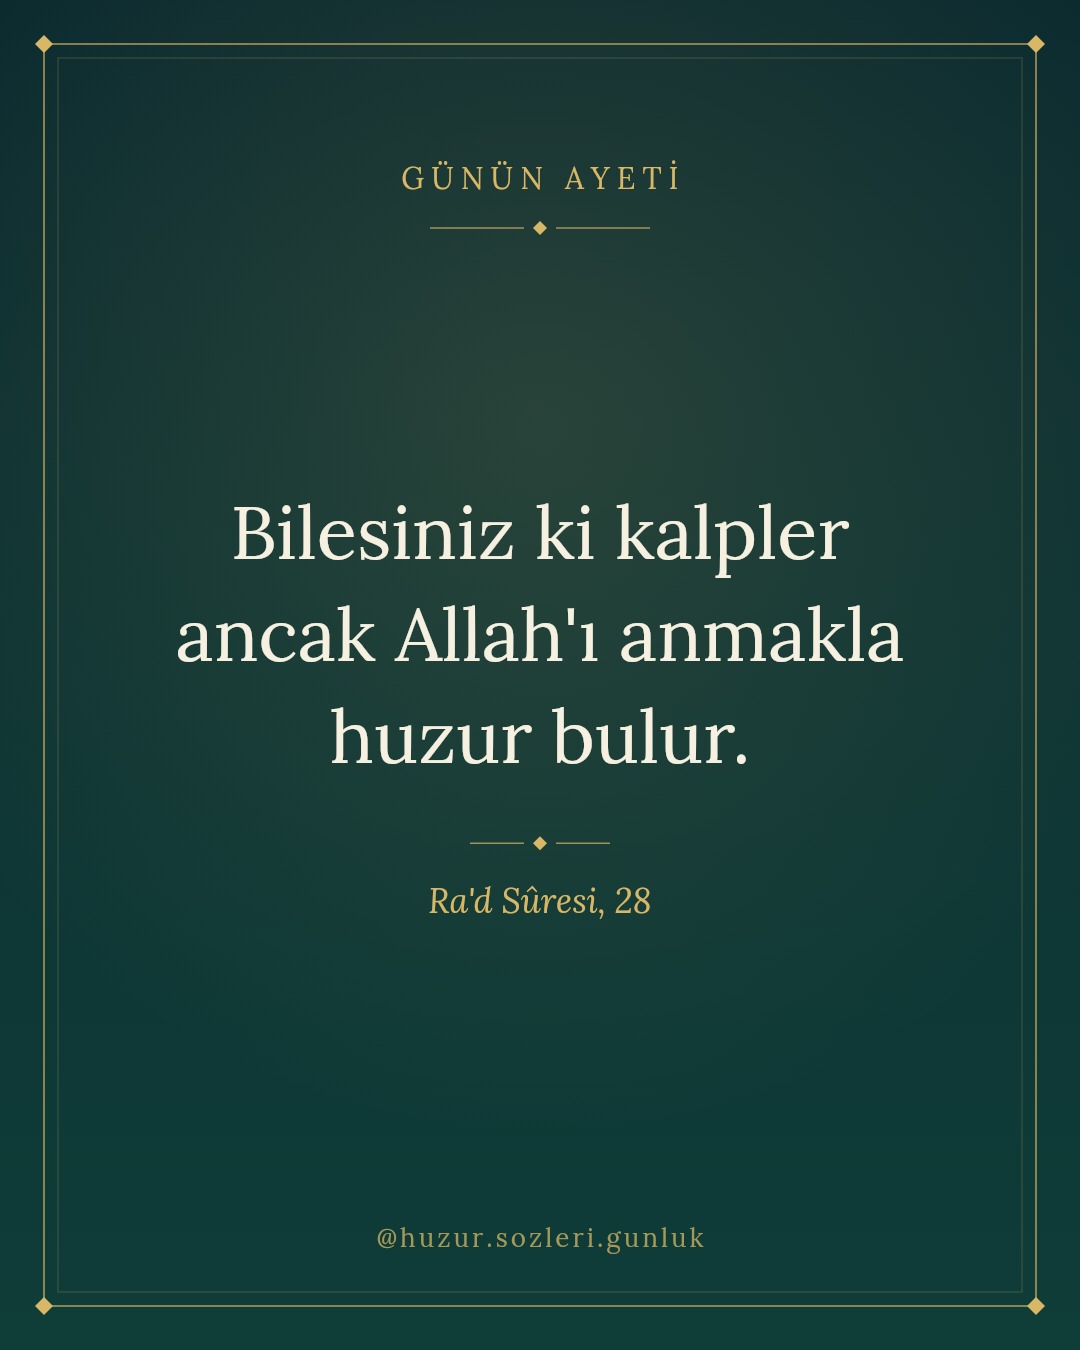 GÜNÜN AYETİ
Bilesiniz ki kalpler
ancak Allah'ı anmakla
huzur bulur.
Ra'd Sûresi, 28
@huzur.sozleri.gunluk